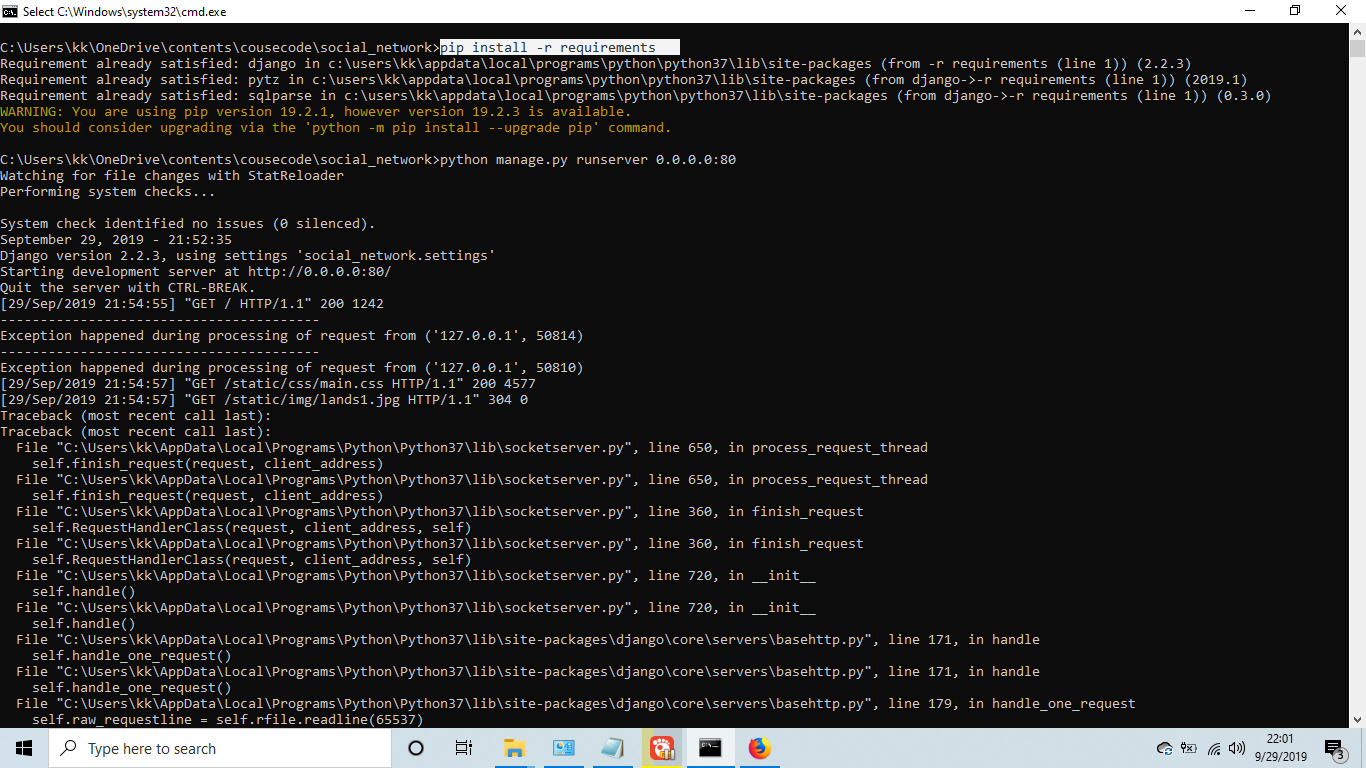 Select C:\Windows\system32\cmd.exe
C:\Users\kk\OneDrive\contents\cousecode\social_network>pip install -r requirements
Requirement already satisfied: django in c:\users\kk\appdata\local\programs\python\python37\lib\site-packages (from -r requirements (line 1)) (2.2.3)
Requirement already satisfied: pytz in c:\users\kk\appdata\local\programs\python\python37\lib\site-packages (from django->-r requirements (line 1)) (2019.1)
Requirement already satisfied: sqlparse in c:\users\kk\appdata\local\programs\python\python37\lib\site-packages (from django->-r requirements (line 1)) (0.3.0)
WARNING: You are using pip version 19.2.1, however version 19.2.3 is available.
You should consider upgrading via the 'python -m pip install --upgrade pip' command.
C:\Users\kk\OneDrive\contents\cousecode\social_network>python manage.py runserver 0.0.0.0:80
Watching for file changes with StatReloader
Performing system checks...
System check identified no issues (0 silenced).
September 29, 2019 - 21:52:35
Django version 2.2.3, using settings 'social_network.settings'
Starting development server at http://0.0.0.0:80/
Quit the server with CTRL-BREAK.
[29/Sep/2019 21:54:55] "GET / HTTP/1.1" 200 1242
----------------------------------------
Exception happened during processing of request from ('127.0.0.1', 50814)
----------------------------------------
Exception happened during processing of request from ('127.0.0.1', 50810)
[29/Sep/2019 21:54:57] "GET /static/css/main.css HTTP/1.1" 200 4577
[29/Sep/2019 21:54:57] "GET /static/img/lands1.jpg HTTP/1.1" 304 0
Traceback (most recent call last):
Traceback (most recent call last):
  File "C:\Users\kk\AppData\Local\Programs\Python\Python37\lib\socketserver.py", line 650, in process_request_thread
    self.finish_request(request, client_address)
  File "C:\Users\kk\AppData\Local\Programs\Python\Python37\lib\socketserver.py", line 650, in process_request_thread
    self.finish_request(request, client_address)
  File "C:\Users\kk\AppData\Local\Programs\Python\Python37\lib\socketserver.py", line 360, in finish_request
    self.RequestHandlerClass(request, client_address, self)
  File "C:\Users\kk\AppData\Local\Programs\Python\Python37\lib\socketserver.py", line 360, in finish_request
    self.RequestHandlerClass(request, client_address, self)
  File "C:\Users\kk\AppData\Local\Programs\Python\Python37\lib\socketserver.py", line 720, in __init__
    self.handle()
  File "C:\Users\kk\AppData\Local\Programs\Python\Python37\lib\socketserver.py", line 720, in __init__
    self.handle()
  File "C:\Users\kk\AppData\Local\Programs\Python\Python37\lib\site-packages\django\core\servers\basehttp.py", line 171, in handle
    self.handle_one_request()
  File "C:\Users\kk\AppData\Local\Programs\Python\Python37\lib\site-packages\django\core\servers\basehttp.py", line 171, in handle
    self.handle_one_request()
  File "C:\Users\kk\AppData\Local\Programs\Python\Python37\lib\site-packages\django\core\servers\basehttp.py", line 179, in handle_one_request
    self.raw_requestline = self.rfile.readline(65537)
Type here to search
22:01
9/29/2019
3